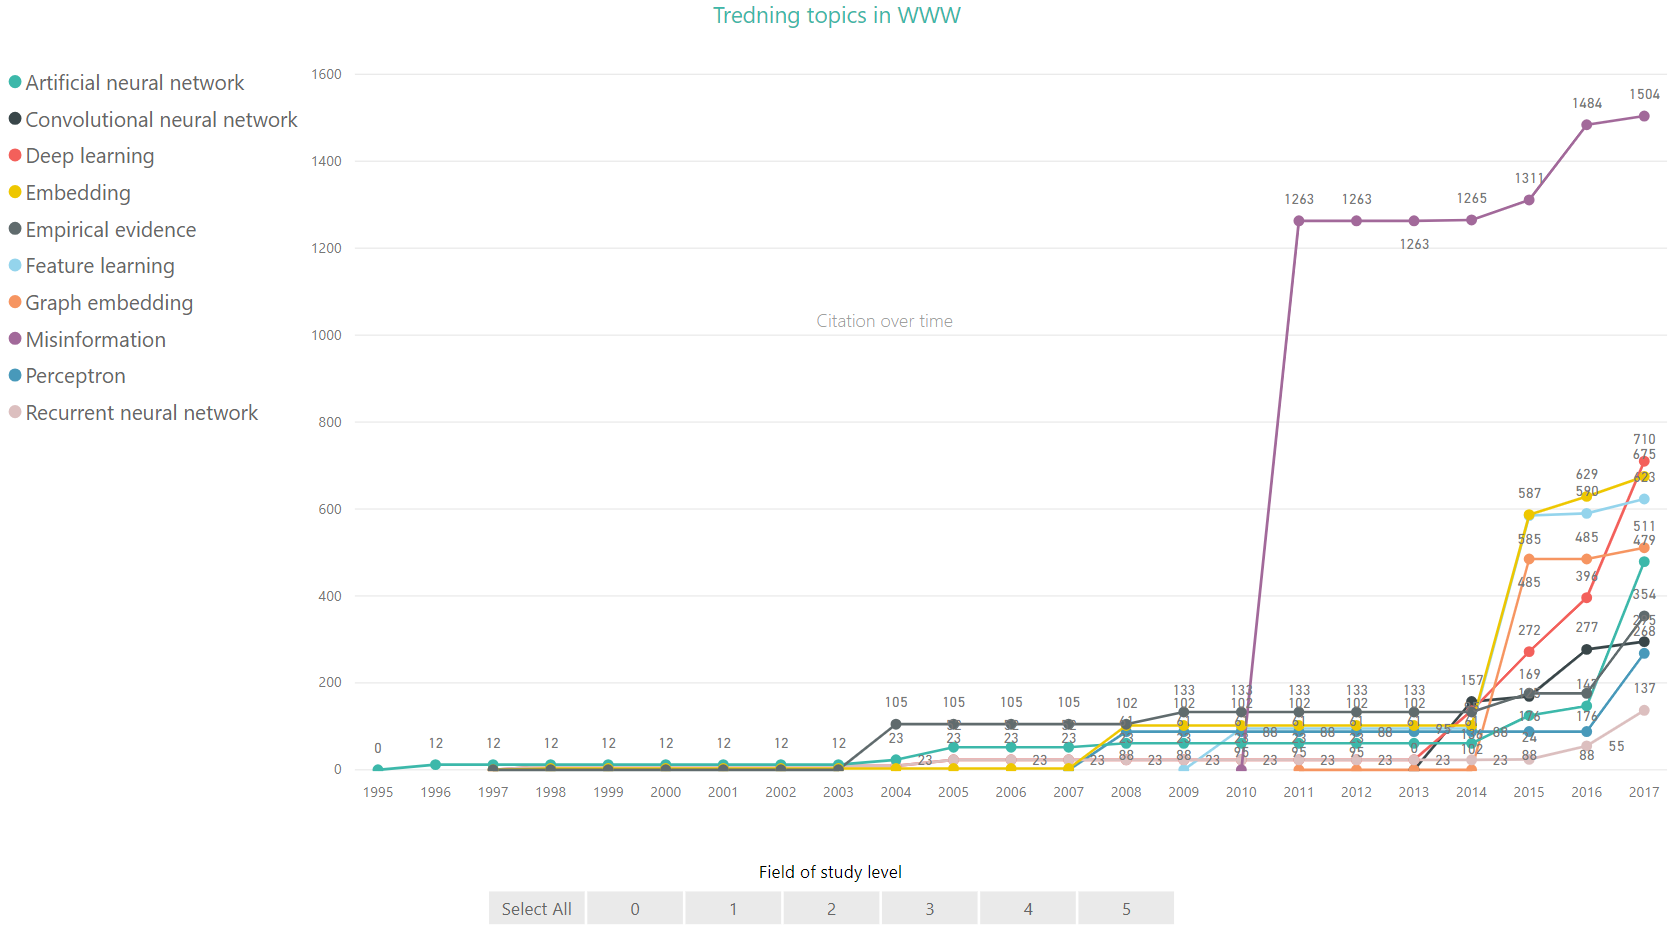 Tredning topics in WWW
Artificial neural network
Convolutional neural network
Deep learning
Embedding
Empirical evidence
Feature learning
Graph embedding
Misinformation
Perceptron
Recurrent neural network
1600
1400
1200
1000
800
600
400
200
0
Citation over time
1504
1484
1311
1263 1263 1265
1263
710
675
629
623
587
590
511
585 485 479
485 396
354
272 277
268
157 169
137
133 133 133 133 133
105 105 105 105 102 102 102 102 102 102
0 12 12 12 12 12 12 12 12
23 23 23 23 23
88 88 88
176
23 23 23 23 23 23 23 23 23 55
88 88 88 88
1995 1996 1997 1998 1999 2000 2001 2002 2003 2004 2005 2006 2007 2008 2009 2010 2011 2012 2013 2014 2015 2016 2017
Field of study level
Select All 0 1 2 3 4 5